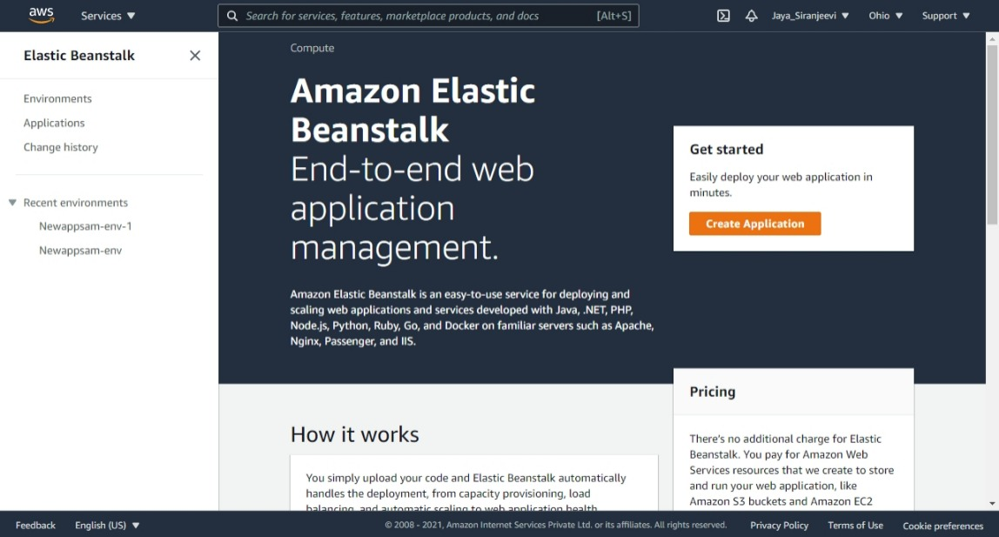 aws
Services
Search for services, features, marketplace products, and docs [Alt+S]
Jaya_Siranjeevi
Ohio
Support
Elastic Beanstalk
Environments
Applications
Change history
Recent environments
Newappsam-env-1
Newappsam-env
Compute
Amazon Elastic
Beanstalk
End-to-end web
application
management.
Amazon Elastic Beanstalk is an easy-to-use service for deploying and
scaling web applications and services developed with Java, .NET, PHP,
Node.js, Python, Ruby, Go, and Docker on familiar servers such as Apache,
Nginx, Passenger, and IIS.
Get started
Easily deploy your web application in
minutes.
Create Application
How it works
You simply upload your code and Elastic Beanstalk automatically
handles the deployment, from capacity provisioning, load
balancing, and automatic scaling to web application health
Pricing
There's no additional charge for Elastic
Beanstalk. You pay for Amazon Web
Services resources that we create to store
and run your web application, like
Amazon S3 buckets and Amazon EC2
Feedback
English (US)
© 2008 - 2021, Amazon Internet Services Private Ltd. or its affiliates. All rights reserved.
Privacy Policy
Terms of Use
Cookie preferences